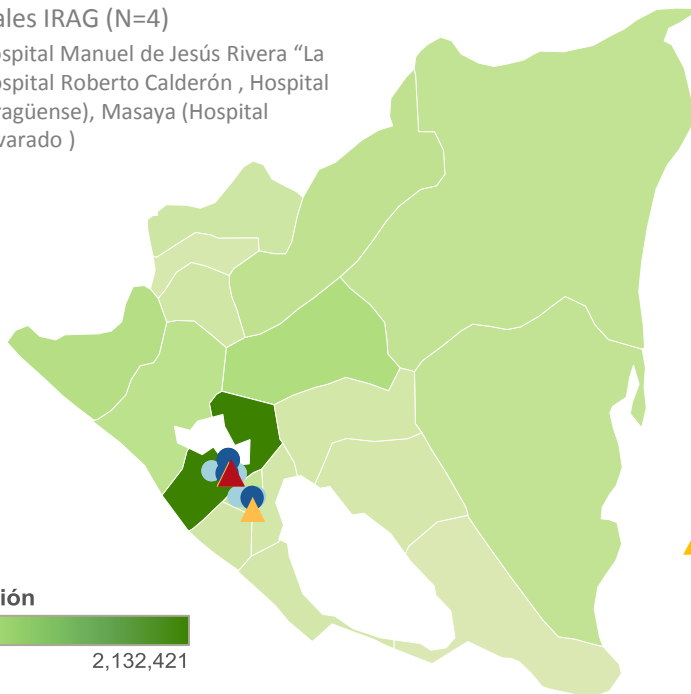 ales IRAG (N=4)
ospital Manuel de Jesús Rivera “La
ospital Roberto Calderón , Hospital
ragüense), Masaya (Hospital
varado )
ión
2,132,421